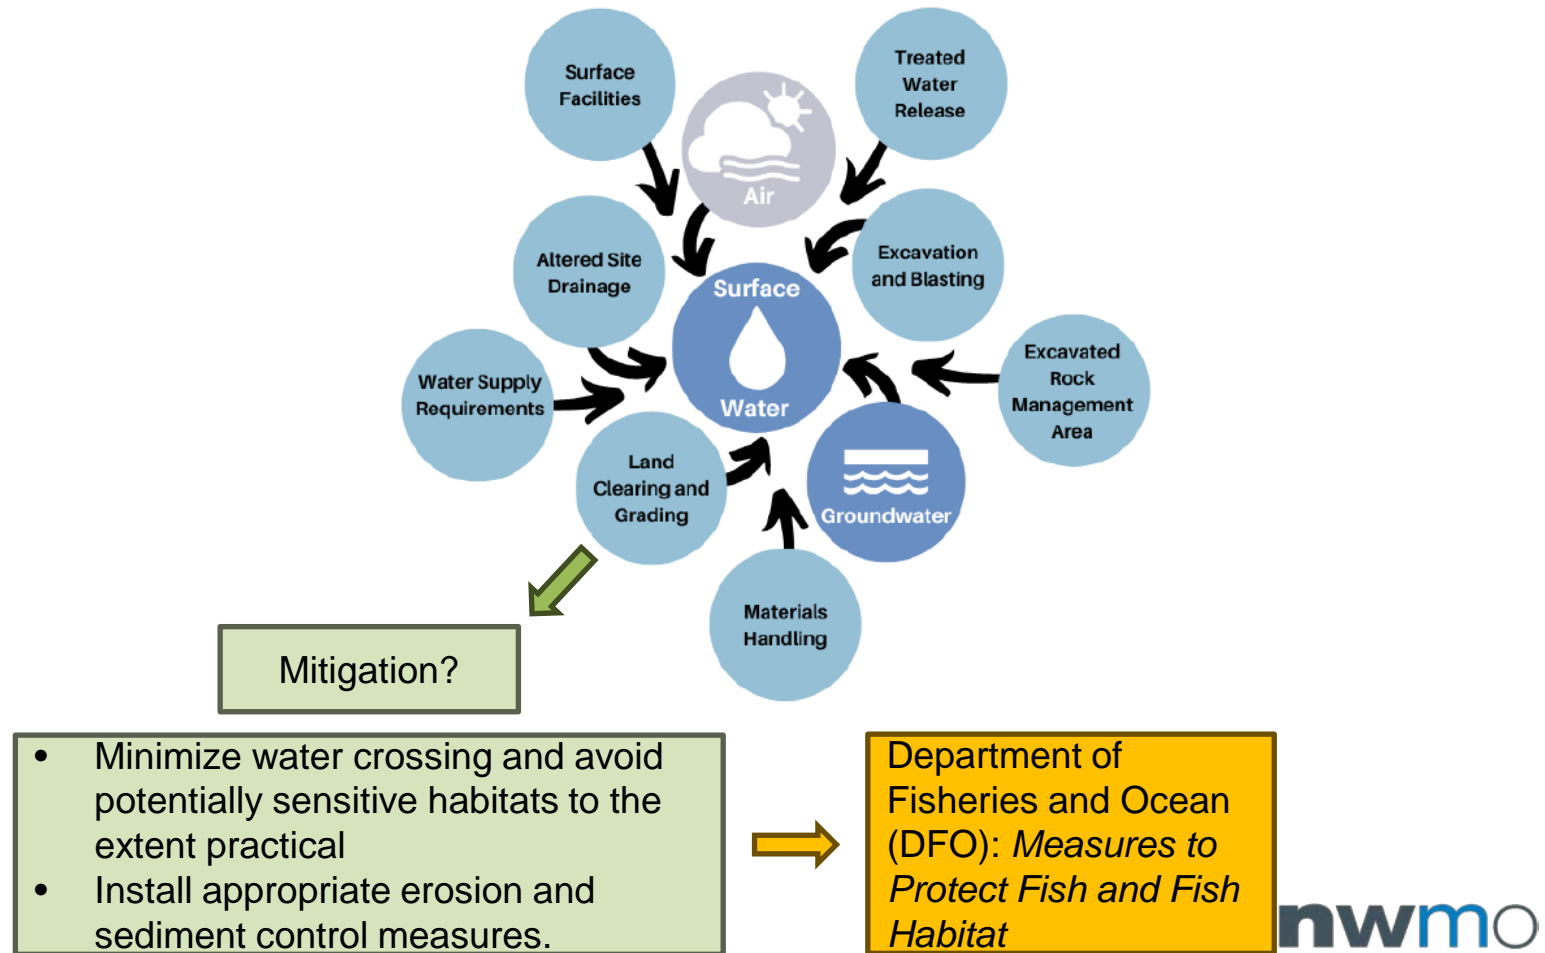 Surface
Facilities
Treated
Water
Release
Air
Altered Site
Drainage
Excavation
and Blasting
Surface
Water
Water Supply
Requirements
Excavated
Rock
Management
Area
Land
Clearing and
Grading
Groundwater
Materials
Handling
Mitigation?
• Minimize water crossing and avoid
potentially sensitive habitats to the
extent practical
• Install appropriate erosion and
sediment control measures.
Department of
Fisheries and Ocean
(DFO): Measures to
Protect Fish and Fish
Habitat
nwmo